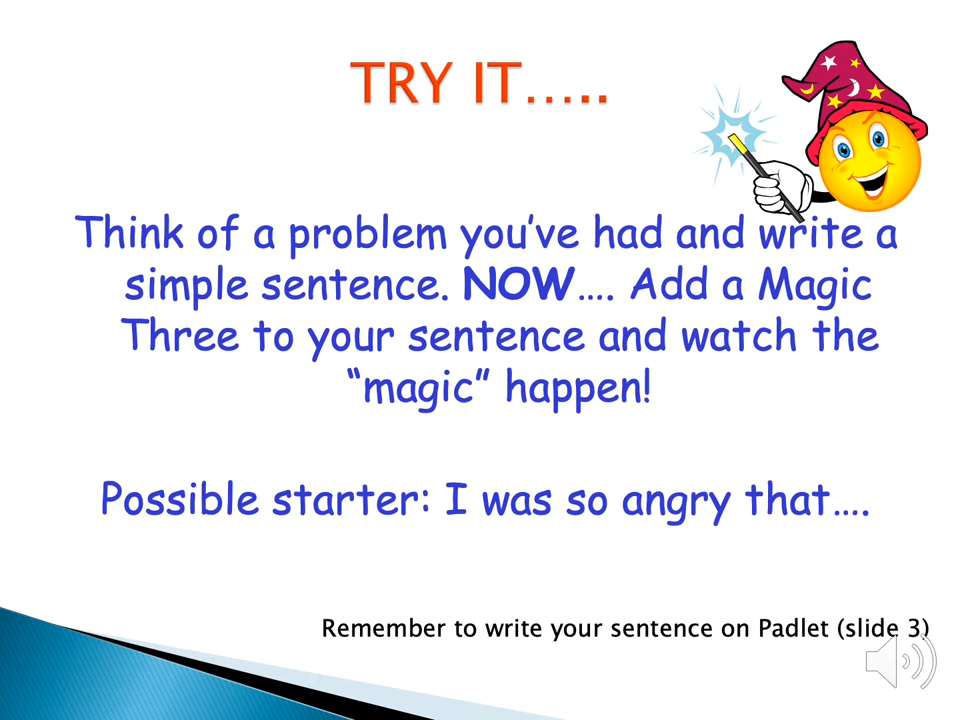 TRY IT…..
Think of a problem you’ve had and write a
simple sentence. NOW…. Add a Magic
Three to your sentence and watch the
“magic” happen!
Possible starter: I was so angry that….
Remember to write your sentence on Padlet (slide 3)